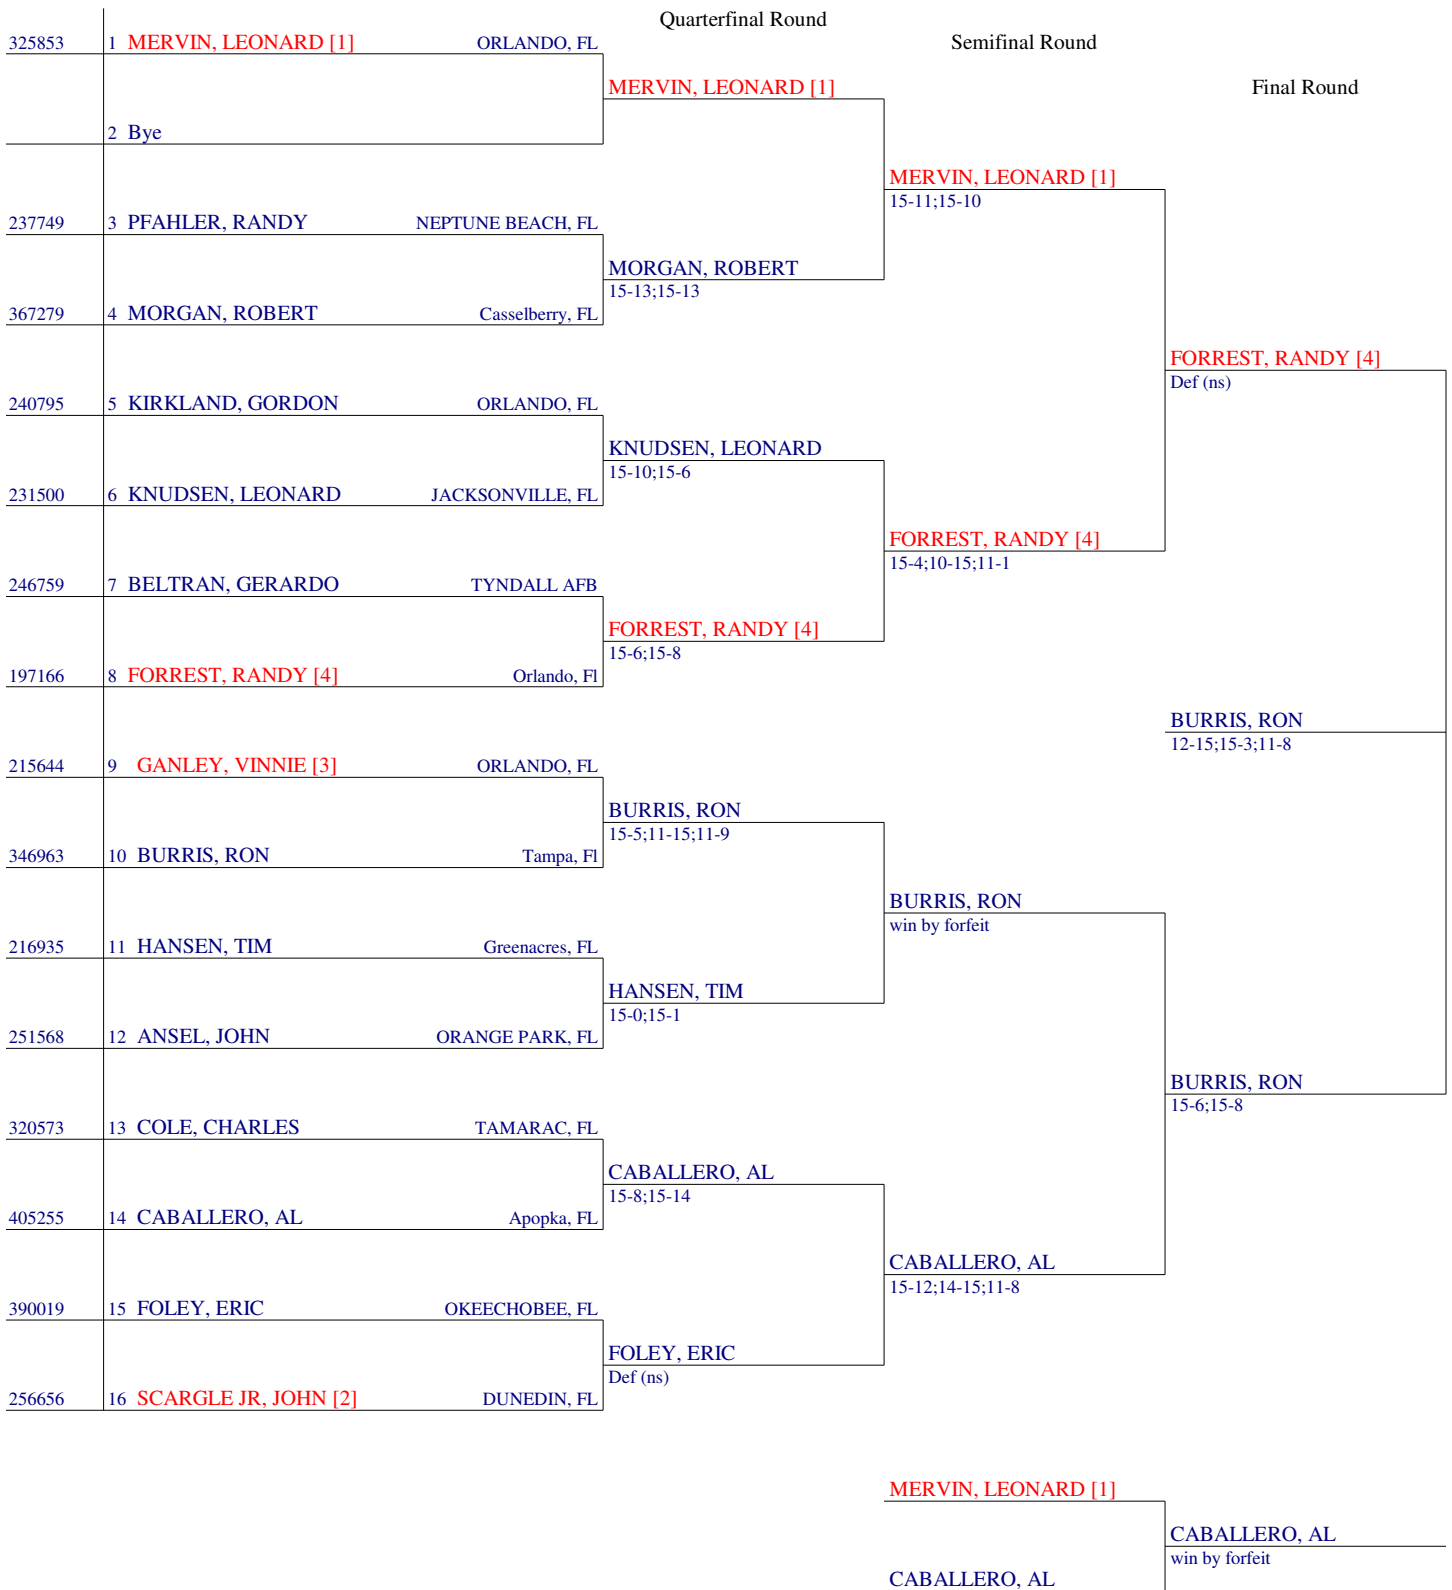 Quarterfinal Round
325853 1 MERVIN, LEONARD [1] ORLANDO, FL
Semifinal Round
MERVIN, LEONARD [1]
Final Round
2 Bye
MERVIN, LEONARD [1]
15-11;15-10
237749 3 PFAHLER, RANDY NEPTUNE BEACH, FL
MORGAN, ROBERT
15-13;15-13
367279 4 MORGAN, ROBERT Casselberry, FL
FORREST, RANDY [4]
Def (ns)
240795 5 KIRKLAND, GORDON ORLANDO, FL
KNUDSEN, LEONARD
15-10;15-6
231500 6 KNUDSEN, LEONARD JACKSONVILLE, FL
FORREST, RANDY [4]
15-4;10-15;11-1
246759 7 BELTRAN, GERARDO TYNDALL AFB
FORREST, RANDY [4]
15-6;15-8
197166 8 FORREST, RANDY [4] Orlando, Fl
BURRIS, RON
12-15;15-3;11-8
215644 9 GANLEY, VINNIE [3] ORLANDO, FL
BURRIS, RON
15-5;11-15;11-9
346963 10 BURRIS, RON Tampa, Fl
BURRIS, RON
win by forfeit
216935 11 HANSEN, TIM Greenacres, FL
HANSEN, TIM
15-0;15-1
251568 12 ANSEL, JOHN ORANGE PARK, FL
BURRIS, RON
15-6;15-8
320573 13 COLE, CHARLES TAMARAC, FL
CABALLERO, AL
15-8;15-14
405255 14 CABALLERO, AL Apopka, FL
CABALLERO, AL
15-12;14-15;11-8
390019 15 FOLEY, ERIC OKEECHOBEE, FL
FOLEY, ERIC
Def (ns)
256656 16 SCARGLE JR, JOHN [2] DUNEDIN, FL
MERVIN, LEONARD [1]
CABALLERO, AL
win by forfeit
CABALLERO, AL